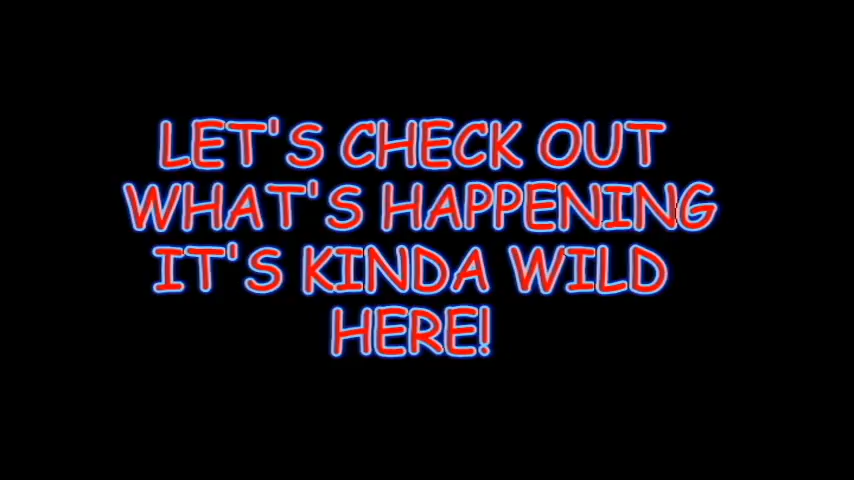 LET'S CHECK OUT
WHAT'S HAPPENING
IT'S KINDA WILD
HERE!